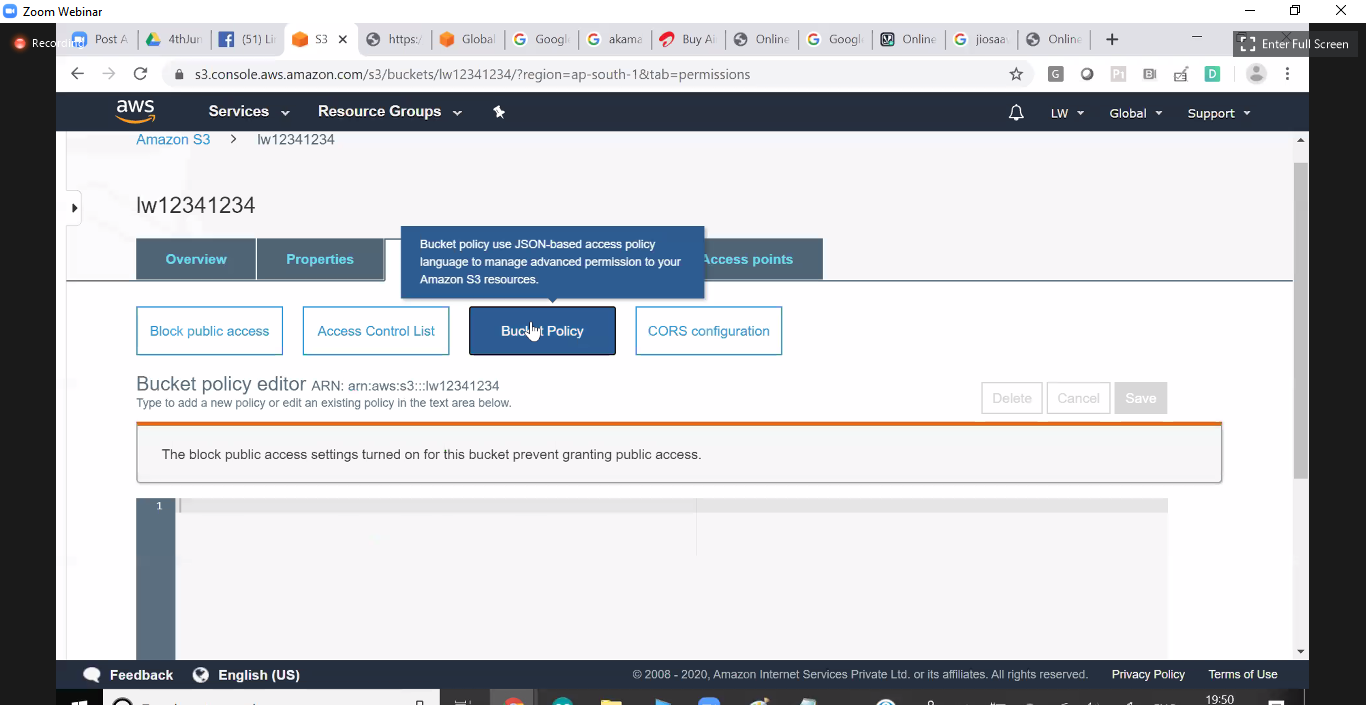 Zoom Webinar
Recording
Post A
4thJun
(51) Li
S3
https:/
Global
Googl
akama
Buy Ai
Online
Googl
Online
jiosaa
Online
Enter Full Screen
s3.console.aws.amazon.com/s3/buckets/lw12341234/?region=ap-south-1&tab=permissions
aws
Services
Resource Groups
LW
Global
Support
Amazon S3 > lw12341234
lw12341234
Overview
Properties
Bucket policy use JSON-based access policy
language to manage advanced permission to your
Amazon S3 resources.
Access points
Block public access
Access Control List
Bucket Policy
CORS configuration
Bucket policy editor ARN: arn:aws:s3:::lw12341234
Type to add a new policy or edit an existing policy in the text area below.
Delete
Cancel
Save
The block public access settings turned on for this bucket prevent granting public access.
1
Feedback
English (US)
© 2008 - 2020, Amazon Internet Services Private Ltd. or its affiliates. All rights reserved.
Privacy Policy
Terms of Use
19:50